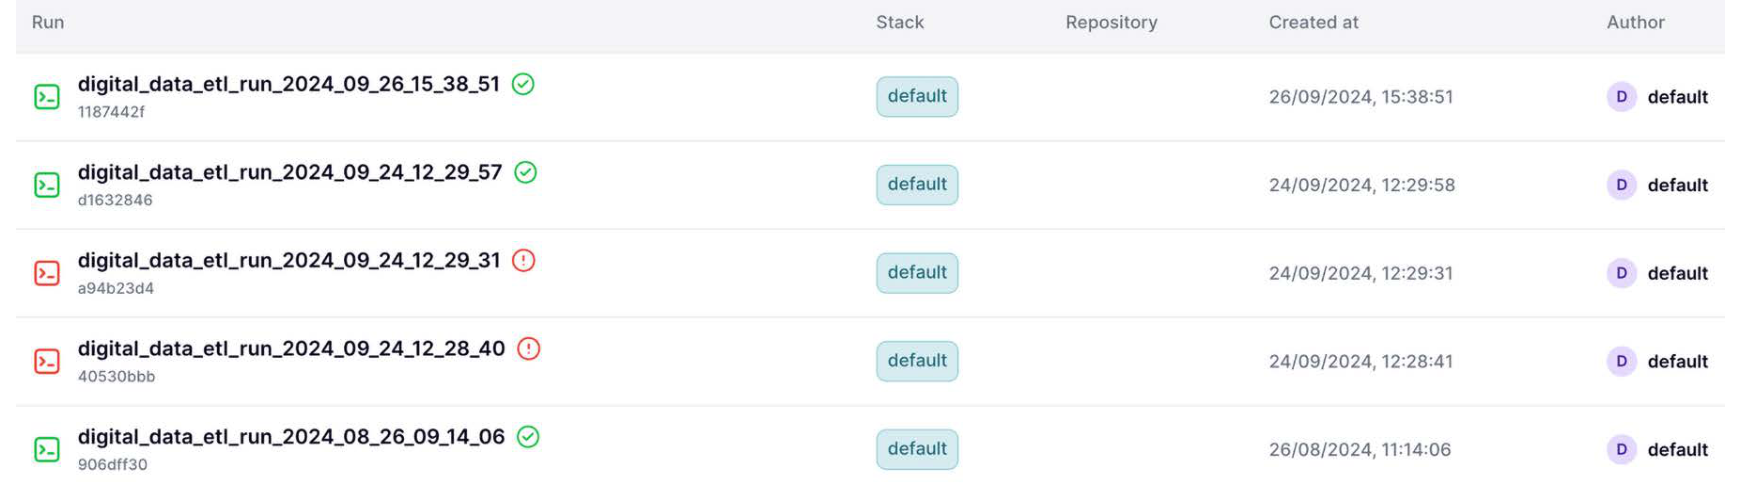 Run Stack Repository Created at Author
digital_data_etl_run_2024_09_26_15_38_51 default 26/09/2024, 15:38:51 D default
1187442f
digital_data_etl_run_2024_09_24_12_29_57 default 24/09/2024, 12:29:58 D default
d1632846
digital_data_etl_run_2024_09_24_12_29_31 default 24/09/2024, 12:29:31 D default
a94b23d4
digital_data_etl_run_2024_09_24_12_28_40 default 24/09/2024, 12:28:41 D default
40530bbb
digital_data_etl_run_2024_08_26_09_14_06 default 26/08/2024, 11:14:06 D default
906dff30